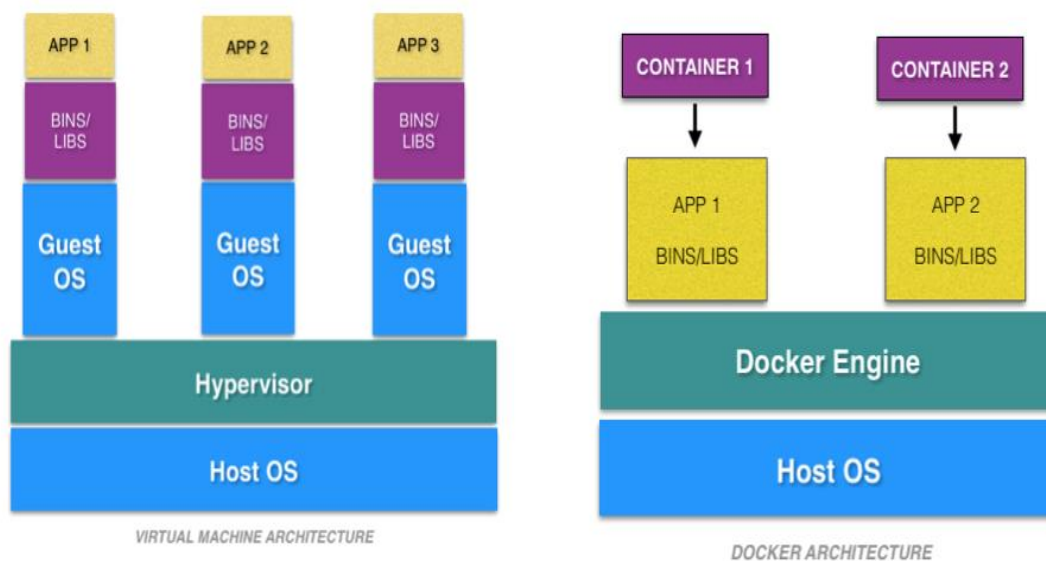 APP 1
APP 2
APP 3
BINS/
LIBS
BINS/
LIBS
BINS/
LIBS
Guest
OS
Guest
OS
Guest
OS
Hypervisor
Host OS
VIRTUAL MACHINE ARCHITECTURE
CONTAINER 1
CONTAINER 2
APP 1
BINS/LIBS
APP 2
BINS/LIBS
Docker Engine
Host OS
DOCKER ARCHITECTURE